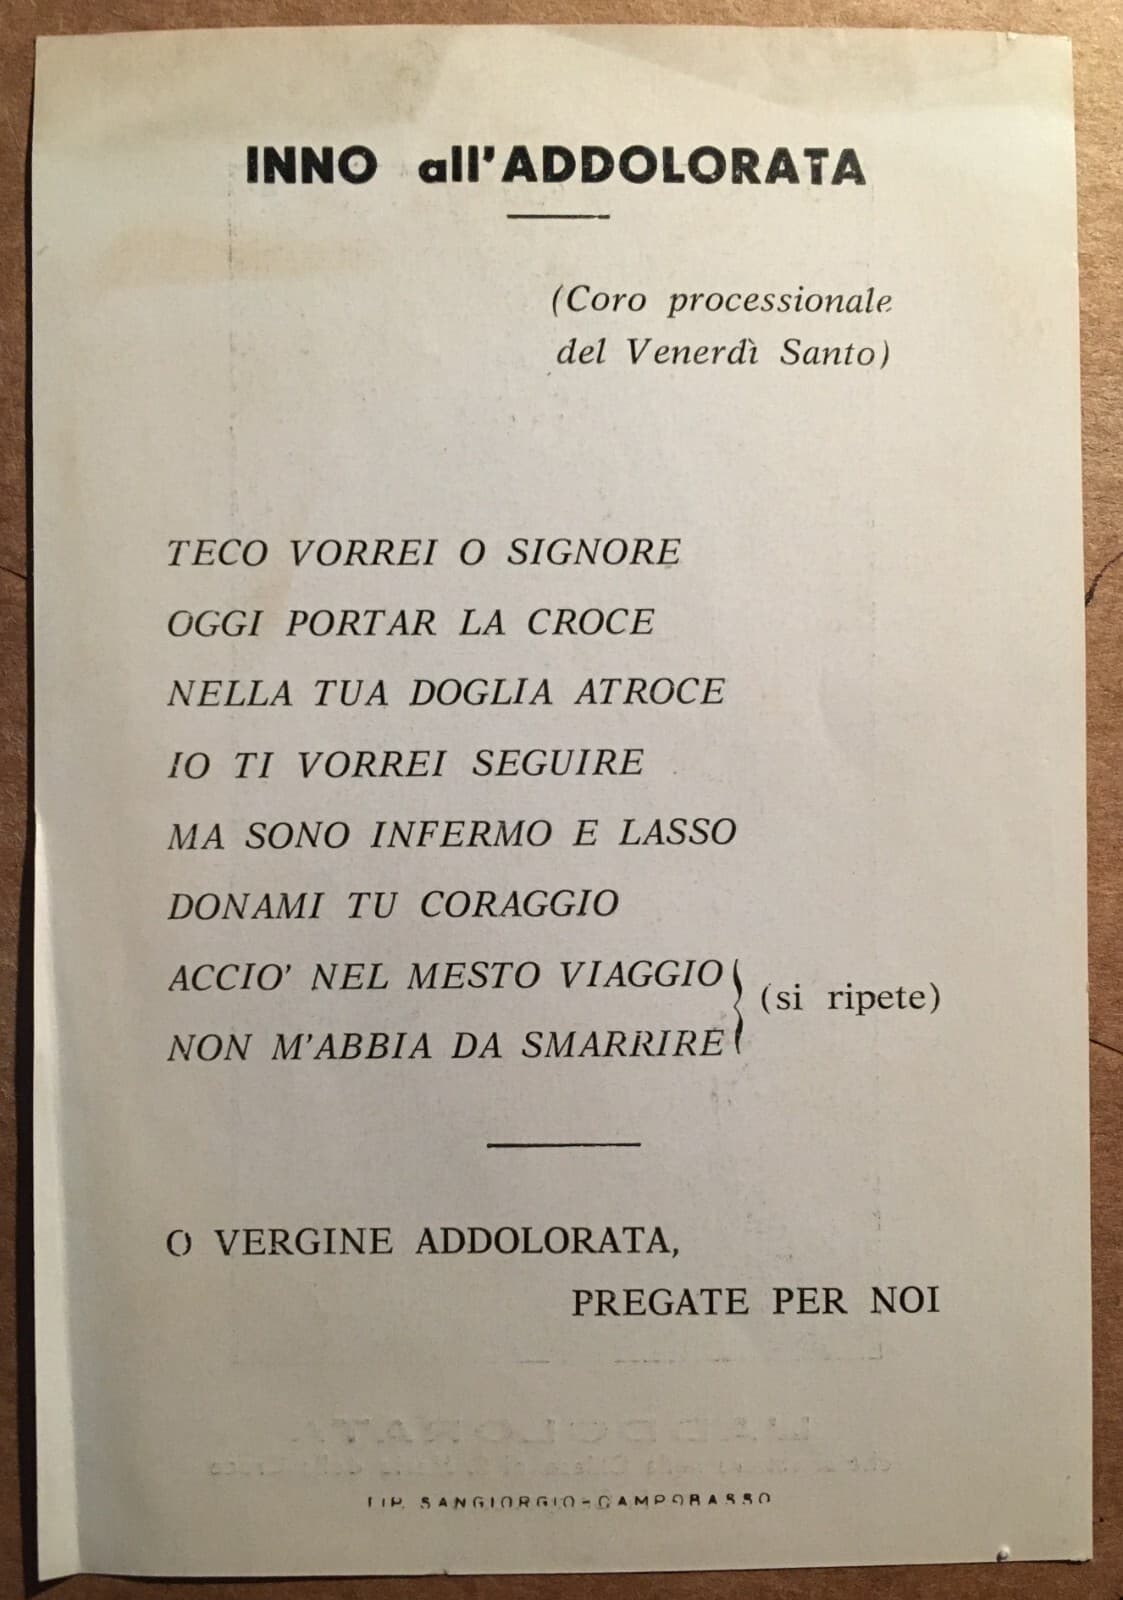 INNO all'ADDOLORATA
(Coro processionale
del Venerdì Santo)
TECO VORREI O SIGNORE
OGGI PORTAR LA CROCE
NELLA TUA DOGLIA ATROCE
IO TI VORREI SEGUIRE
MA SONO INFERMO E LASSO
DONAMI TU CORAGGIO
ACCIO' NEL MESTO VIAGGIO
(si ripete)
NON M'ABBIA DA SMARRIRE
O VERGINE ADDOLORATA,
PREGATE PER NOI
L'ADDOLORATA
TIP. SANGIORGIO-CAMPOBASSO